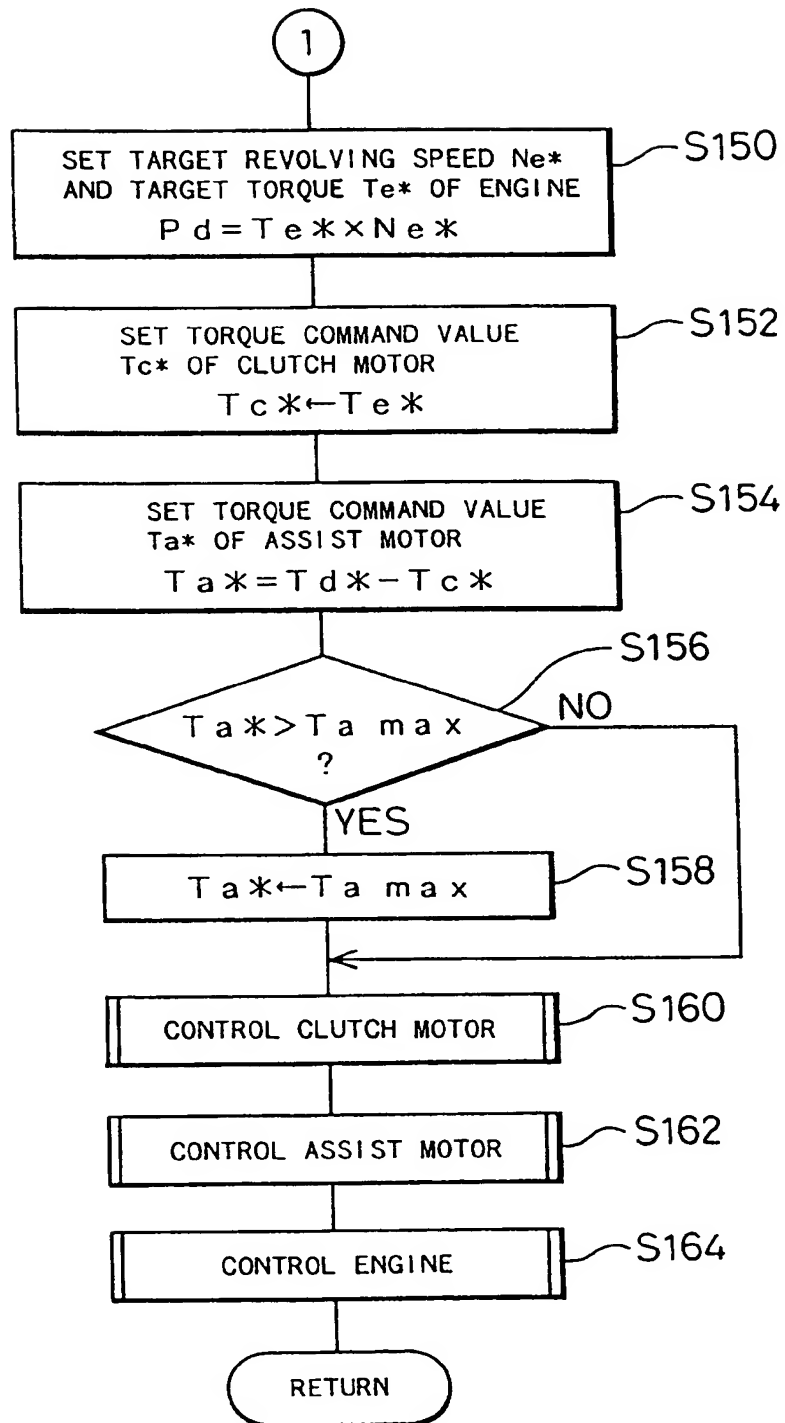 1
SET TARGET REVOLVING SPEED Ne*
AND TARGET TORQUE Te* OF ENGINE
Pd=Te*×Ne*
S150
SET TORQUE COMMAND VALUE
Tc* OF CLUTCH MOTOR
Tc*←Te*
S152
SET TORQUE COMMAND VALUE
Ta* OF ASSIST MOTOR
Ta*=Td*-Tc*
S154
Ta*>Ta max
?
S156
NO
YES
Ta*←Ta max
S158
CONTROL CLUTCH MOTOR
S160
CONTROL ASSIST MOTOR
S162
CONTROL ENGINE
S164
RETURN